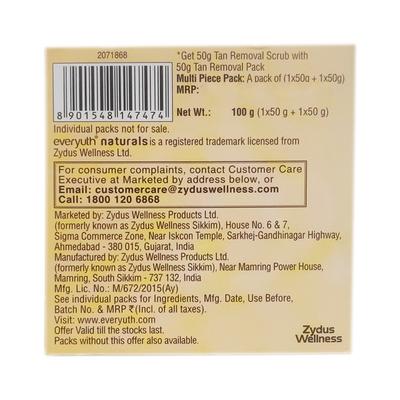 2071868
8 901548 147474
*Get 50g Tan Removal Scrub with
50g Tan Removal Pack
Multi Piece Pack: A pack of (1x50g + 1x50g)
MRP:
Net Wt.: 100 g (1x50 g + 1x50 g)
Individual packs not for sale.
everyuth® naturals is a registered trademark licensed from
Zydus Wellness Ltd.
For consumer complaints, contact Customer Care
Executive at Marketed by address below, or
Email: customercare@zyduswellness.com
Call: 1800 120 6868
Marketed by: Zydus Wellness Products Ltd.
(formerly known as Zydus Wellness Sikkim), House No. 6 & 7,
Sigma Commerce Zone, Near Iskcon Temple, Sarkhej-Gandhinagar Highway,
Ahmedabad - 380 015, Gujarat, India
Manufactured by: Zydus Wellness Products Ltd.
(formerly known as Zydus Wellness Sikkim), Near Mamring Power House,
Mamring, South Sikkim - 737 132, India
Mfg. Lic. No.: M/672/2015(Ay)
See individual packs for Ingredients, Mfg. Date, Use Before,
Batch No. & MRP ₹(Incl. of all taxes).
Visit: www.everyuth.com
Offer Valid till the stocks last.
Packs without this offer also available.
Zydus
Wellness